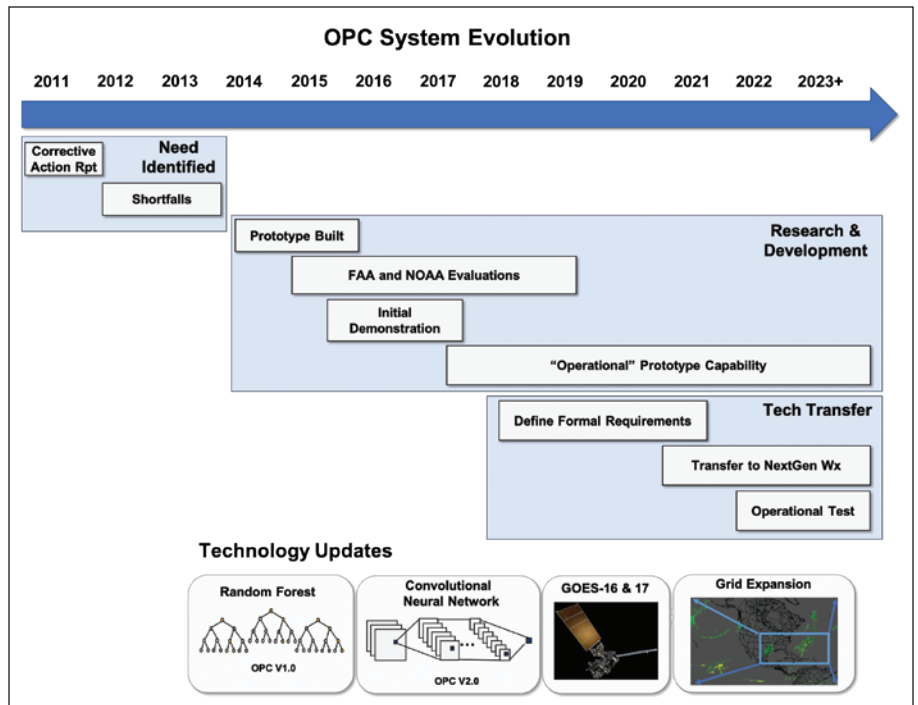 OPC System Evolution
2011 2012 2013 2014 2015 2016 2017 2018 2019 2020 2021 2022 2023+
Corrective
Action Rpt
Need
Identified
Shortfalls
Research &
Development
Prototype Built
FAA and NOAA Evaluations
Initial
Demonstration
“Operational” Prototype Capability
Tech Transfer
Define Formal Requirements
Transfer to NextGen Wx
Operational Test
Technology Updates
Random Forest
OPC V1.0
Convolutional
Neural Network
OPC V2.0
GOES-16 & 17
Grid Expansion